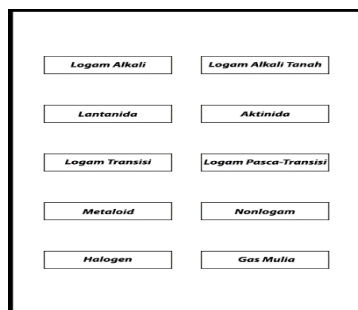 Logam Alkali
Logam Alkali Tanah
Lantanida
Aktinida
Logam Transisi
Logam Pasca-Transisi
Metaloid
Nonlogam
Halogen
Gas Mulia